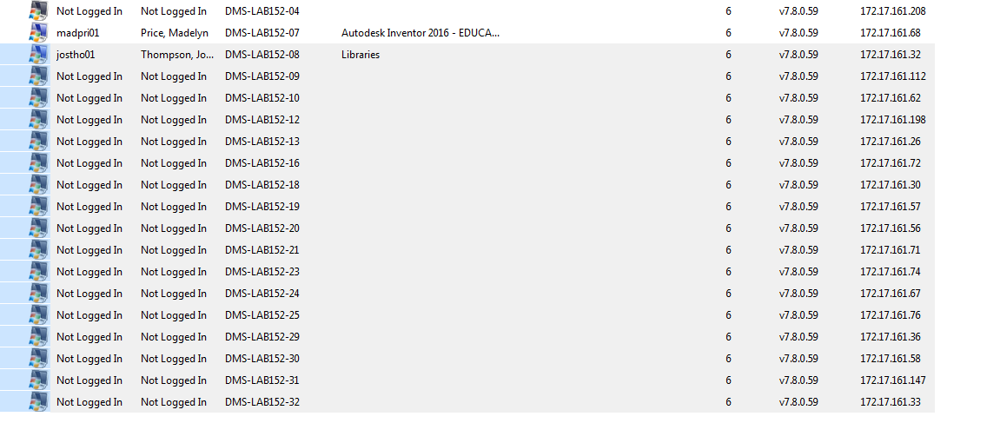 Not Logged In Not Logged In DMS-LAB152-04 6 v7.8.0.59 172.17.161.208
madpri01 Price, Madelyn DMS-LAB152-07 Autodesk Inventor 2016 - EDUCA... 6 v7.8.0.59 172.17.161.68
jostho01 Thompson, Jo... DMS-LAB152-08 Libraries 6 v7.8.0.59 172.17.161.32
Not Logged In Not Logged In DMS-LAB152-09 6 v7.8.0.59 172.17.161.112
Not Logged In Not Logged In DMS-LAB152-10 6 v7.8.0.59 172.17.161.62
Not Logged In Not Logged In DMS-LAB152-12 6 v7.8.0.59 172.17.161.198
Not Logged In Not Logged In DMS-LAB152-13 6 v7.8.0.59 172.17.161.26
Not Logged In Not Logged In DMS-LAB152-16 6 v7.8.0.59 172.17.161.72
Not Logged In Not Logged In DMS-LAB152-18 6 v7.8.0.59 172.17.161.30
Not Logged In Not Logged In DMS-LAB152-19 6 v7.8.0.59 172.17.161.57
Not Logged In Not Logged In DMS-LAB152-20 6 v7.8.0.59 172.17.161.56
Not Logged In Not Logged In DMS-LAB152-21 6 v7.8.0.59 172.17.161.71
Not Logged In Not Logged In DMS-LAB152-23 6 v7.8.0.59 172.17.161.74
Not Logged In Not Logged In DMS-LAB152-24 6 v7.8.0.59 172.17.161.67
Not Logged In Not Logged In DMS-LAB152-25 6 v7.8.0.59 172.17.161.76
Not Logged In Not Logged In DMS-LAB152-29 6 v7.8.0.59 172.17.161.36
Not Logged In Not Logged In DMS-LAB152-30 6 v7.8.0.59 172.17.161.58
Not Logged In Not Logged In DMS-LAB152-31 6 v7.8.0.59 172.17.161.147
Not Logged In Not Logged In DMS-LAB152-32 6 v7.8.0.59 172.17.161.33